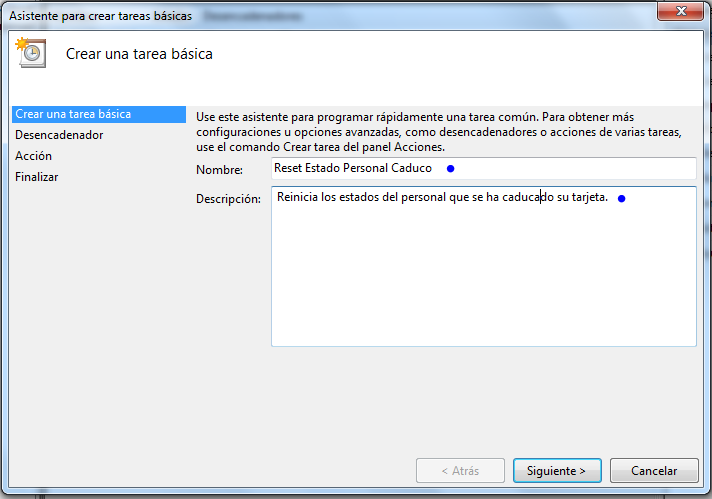 Asistente para crear tareas básicas Desencadenadores
Crear una tarea básica
Crear una tarea básica
Desencadenador
Acción
Finalizar
Use este asistente para programar rápidamente una tarea común. Para obtener más
configuraciones u opciones avanzadas, como desencadenadores o acciones de varias tareas,
use el comando Crear tarea del panel Acciones.
Nombre: Reset Estado Personal Caduco
Descripción: Reinicia los estados del personal que se ha caducado su tarjeta.
< Atrás Siguiente > Cancelar